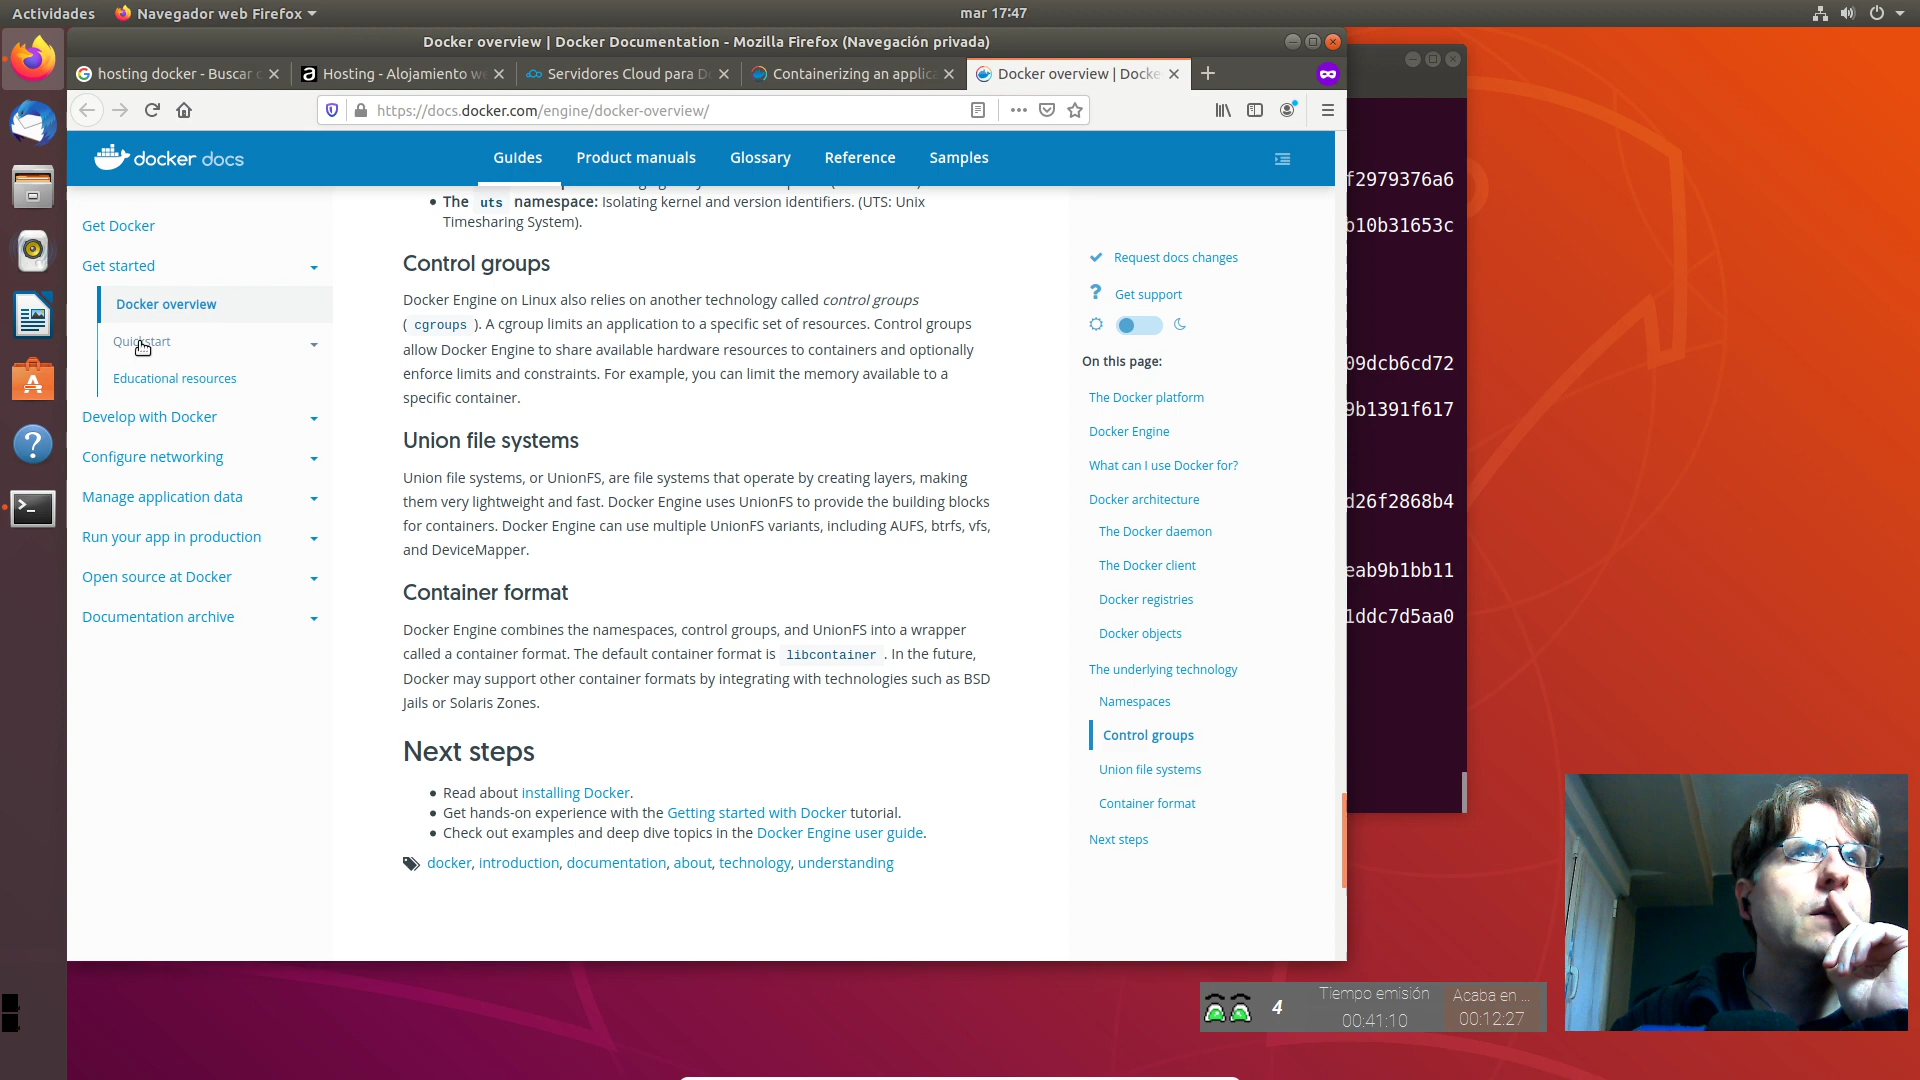 Actividades
Navegador web Firefox
mar 17:47
Docker overview | Docker Documentation - Mozilla Firefox (Navegación privada)
hosting docker - Buscar
Hosting - Alojamiento w
Servidores Cloud para D
Containerizing an applic
Docker overview | Docke
https://docs.docker.com/engine/docker-overview/
docker docs
Guides
Product manuals
Glossary
Reference
Samples
Get Docker
Get started
Docker overview
Quickstart
Educational resources
Develop with Docker
Configure networking
Manage application data
Run your app in production
Open source at Docker
Documentation archive
• The uts namespace: Isolating kernel and version identifiers. (UTS: Unix
Timesharing System).
Control groups
Docker Engine on Linux also relies on another technology called control groups
( cgroups ). A cgroup limits an application to a specific set of resources. Control groups
allow Docker Engine to share available hardware resources to containers and optionally
enforce limits and constraints. For example, you can limit the memory available to a
specific container.
Union file systems
Union file systems, or UnionFS, are file systems that operate by creating layers, making
them very lightweight and fast. Docker Engine uses UnionFS to provide the building blocks
for containers. Docker Engine can use multiple UnionFS variants, including AUFS, btrfs, vfs,
and DeviceMapper.
Container format
Docker Engine combines the namespaces, control groups, and UnionFS into a wrapper
called a container format. The default container format is libcontainer . In the future,
Docker may support other container formats by integrating with technologies such as BSD
Jails or Solaris Zones.
Next steps
• Read about installing Docker.
• Get hands-on experience with the Getting started with Docker tutorial.
• Check out examples and deep dive topics in the Docker Engine user guide.
docker, introduction, documentation, about, technology, understanding
Request docs changes
Get support
On this page:
The Docker platform
Docker Engine
What can I use Docker for?
Docker architecture
The Docker daemon
The Docker client
Docker registries
Docker objects
The underlying technology
Namespaces
Control groups
Union file systems
Container format
Next steps
f2979376a6
b10b31653c
09dcb6cd72
9b1391f617
d26f2868b4
eab9b1bb11
1ddc7d5aa0
4
Tiempo emisión
00:41:10
Acaba en ...
00:12:27